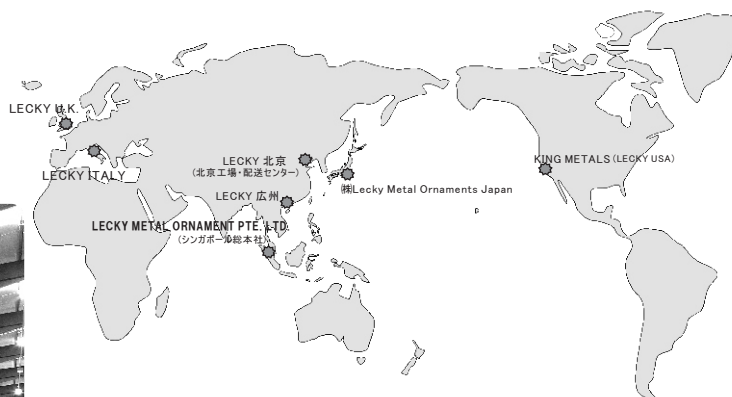 LECKY U.K.
LECKY ITALY
LECKY 北京
(北京工場・配送センター)
LECKY 広州
㈱Lecky Metal Ornaments Japan
KING METALS (LECKY USA)
LECKY METAL ORNAMENT PTE. LTD.
(シンガポール総本社)